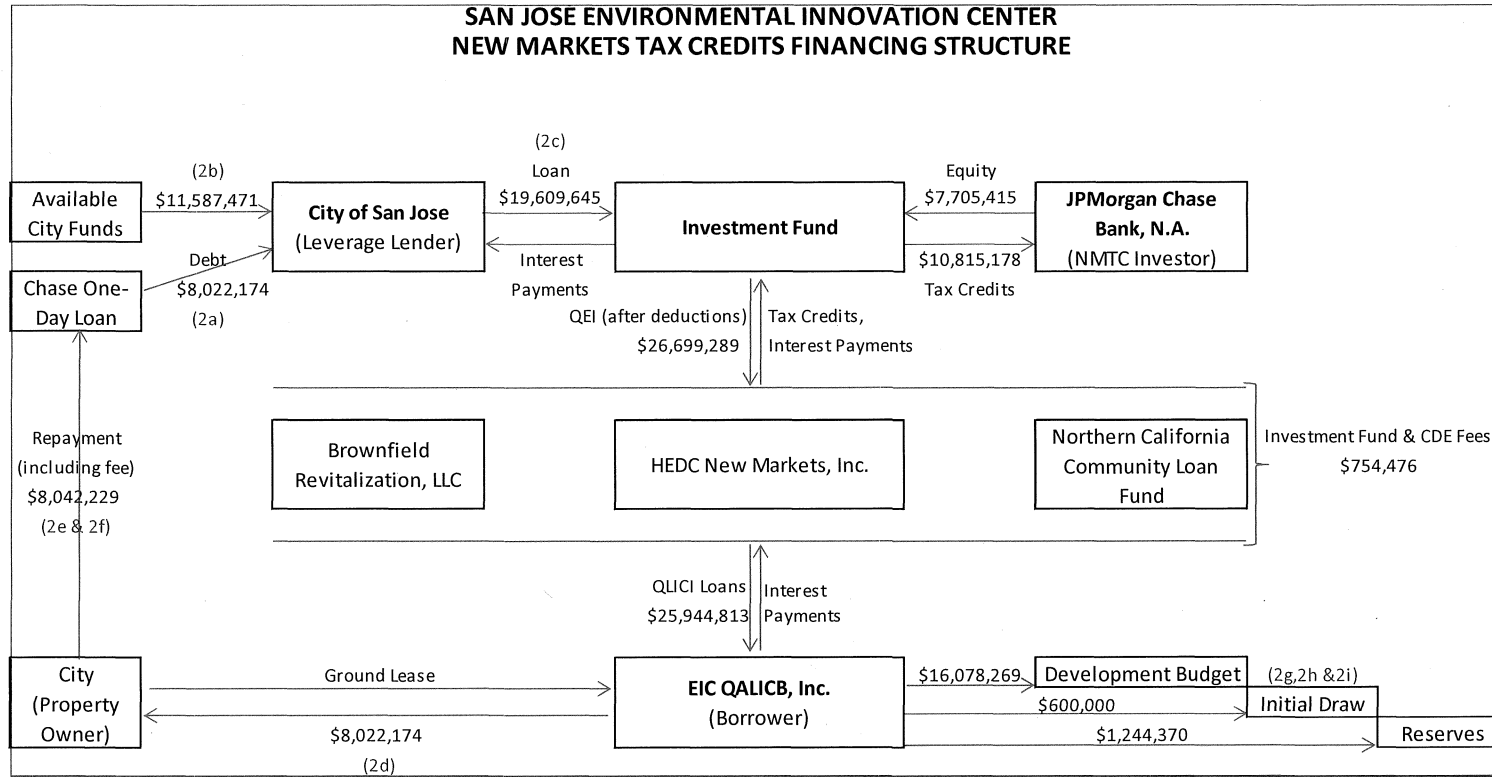 SAN JOSE ENVIRONMENTAL INNOVATION CENTER
NEW MARKETS TAX CREDITS FINANCING STRUCTURE
Available
City Funds
(2b)
$11,587,471
City of San Jose
(Leverage Lender)
(2c)
Loan
$19,609,645
Interest
Payments
Investment Fund
Equity
$7,705,415
$10,815,178
Tax Credits
JPMorgan Chase
Bank, N.A.
(NMTC Investor)
Chase One-
Day Loan
Debt
$8,022,174
(2a)
QEI (after deductions)
$26,699,289
Tax Credits,
Interest Payments
Repayment
(including fee)
$8,042,229
(2e & 2f)
Brownfield
Revitalization, LLC
HEDC New Markets, Inc.
Northern California
Community Loan
Fund
Investment Fund & CDE Fees
$754,476
QLICI Loans
$25,944,813
Interest
Payments
City
(Property
Owner)
Ground Lease
$8,022,174
(2d)
EIC QALICB, Inc.
(Borrower)
$16,078,269
Development Budget
(2g,2h &2i)
$600,000
Initial Draw
$1,244,370
Reserves